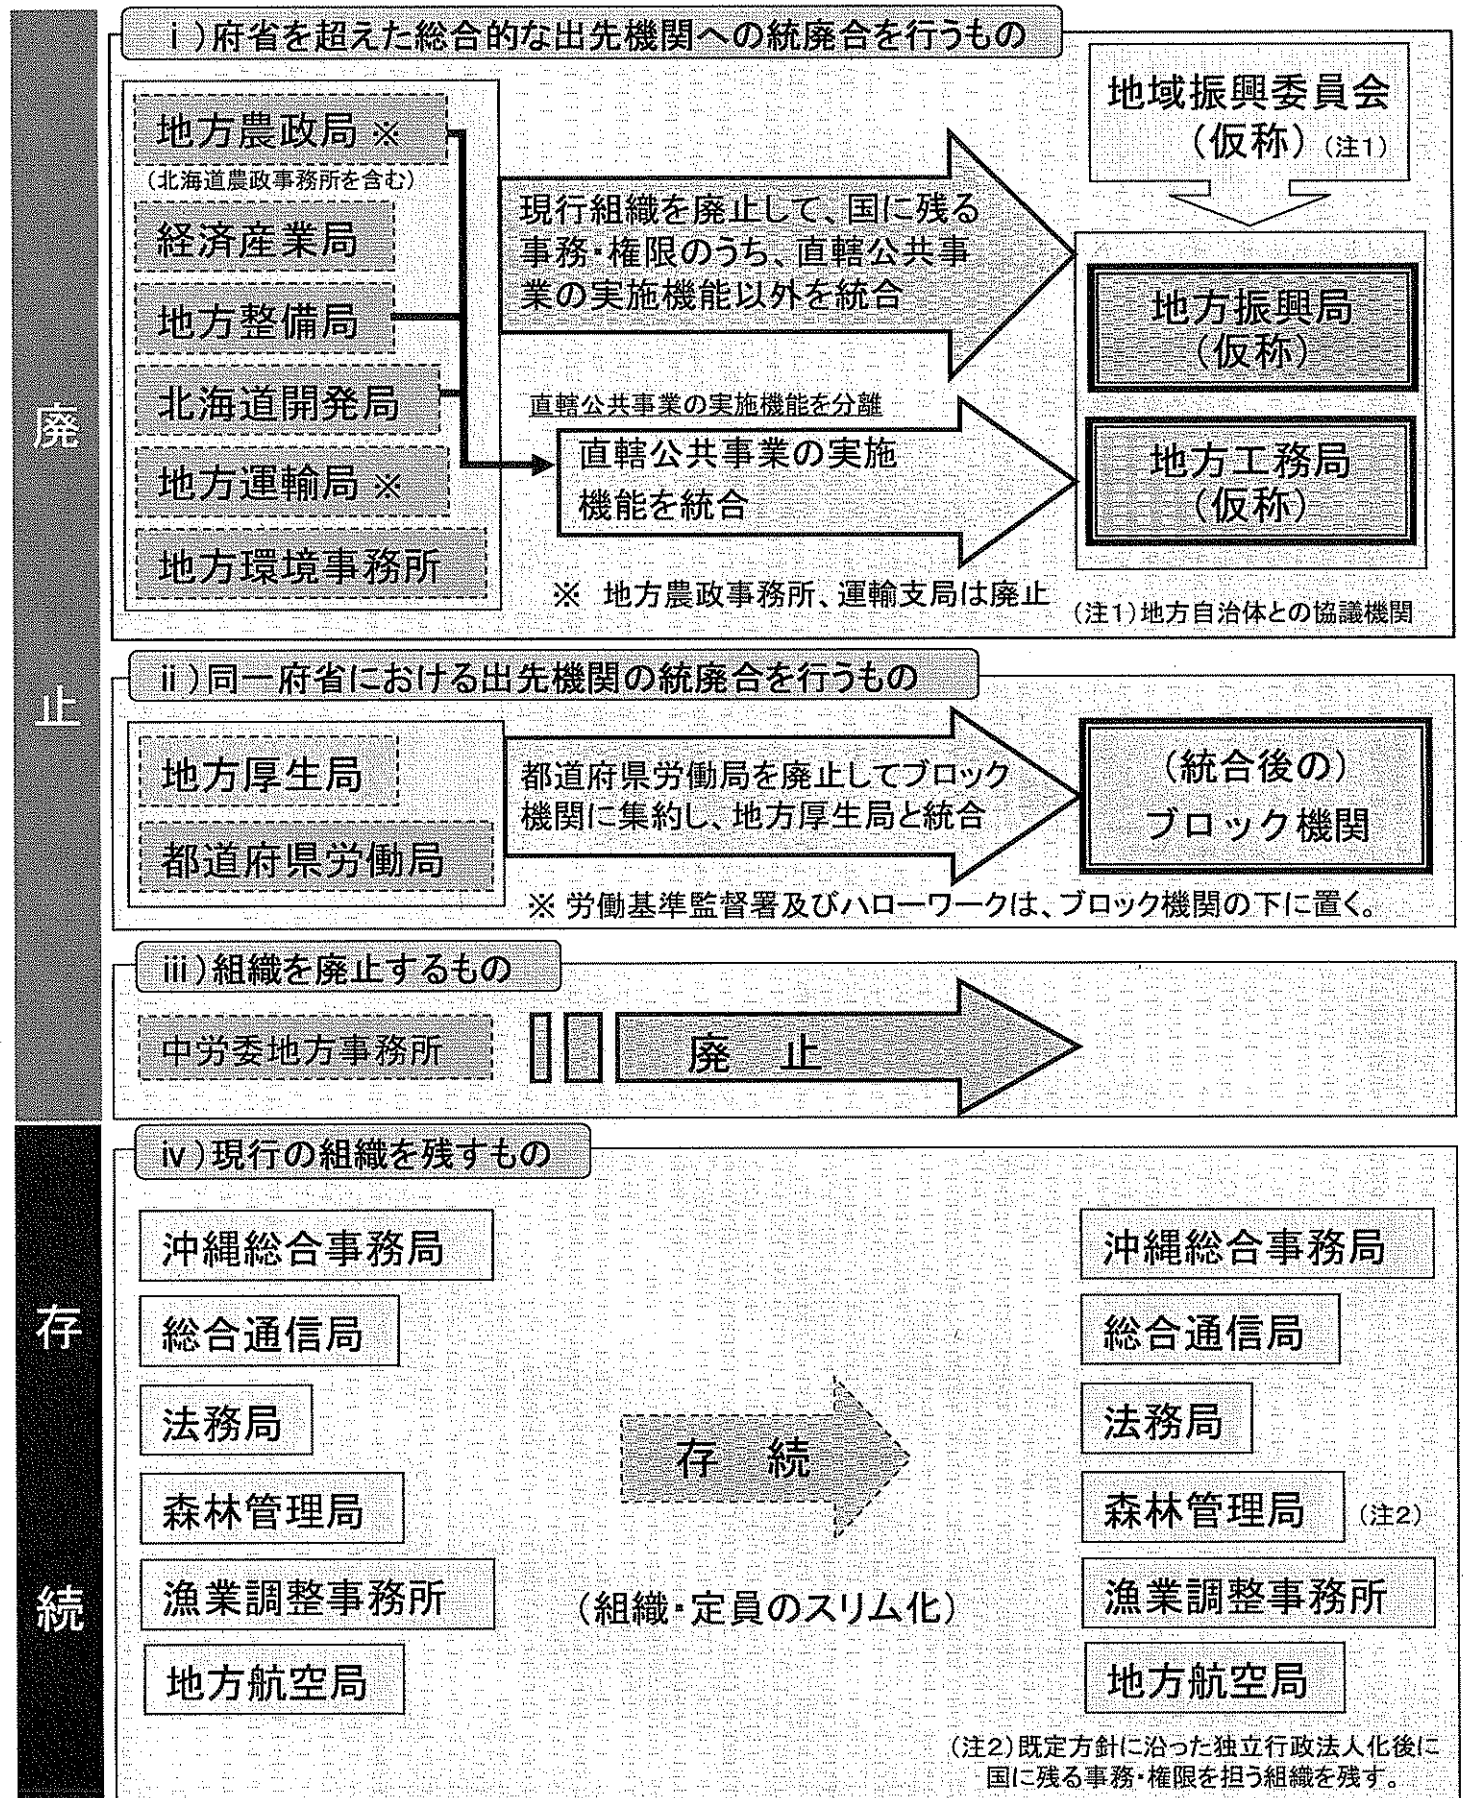 廃止
ⅰ)府省を超えた総合的な出先機関への統廃合を行うもの
地方農政局 ※
(北海道農政事務所を含む)
経済産業局
地方整備局
北海道開発局
地方運輸局 ※
地方環境事務所
現行組織を廃止して、国に残る
事務・権限のうち、直轄公共事
業の実施機能以外を統合
直轄公共事業の実施機能を分離
直轄公共事業の実施
機能を統合
※ 地方農政事務所、運輸支局は廃止
地域振興委員会
(仮称) (注1)
地方振興局
(仮称)
地方工務局
(仮称)
(注1)地方自治体との協議機関
ⅱ)同一府省における出先機関の統廃合を行うもの
地方厚生局
都道府県労働局
都道府県労働局を廃止してブロック
機関に集約し、地方厚生局と統合
(統合後の)
ブロック機関
※ 労働基準監督署及びハローワークは、ブロック機関の下に置く。
ⅲ)組織を廃止するもの
中労委地方事務所
廃 止
存続
ⅳ)現行の組織を残すもの
沖縄総合事務局
総合通信局
法務局
森林管理局
漁業調整事務所
地方航空局
存 続
(組織・定員のスリム化)
沖縄総合事務局
総合通信局
法務局
森林管理局 (注2)
漁業調整事務所
地方航空局
(注2)既定方針に沿った独立行政法人化後に
国に残る事務・権限を担う組織を残す。